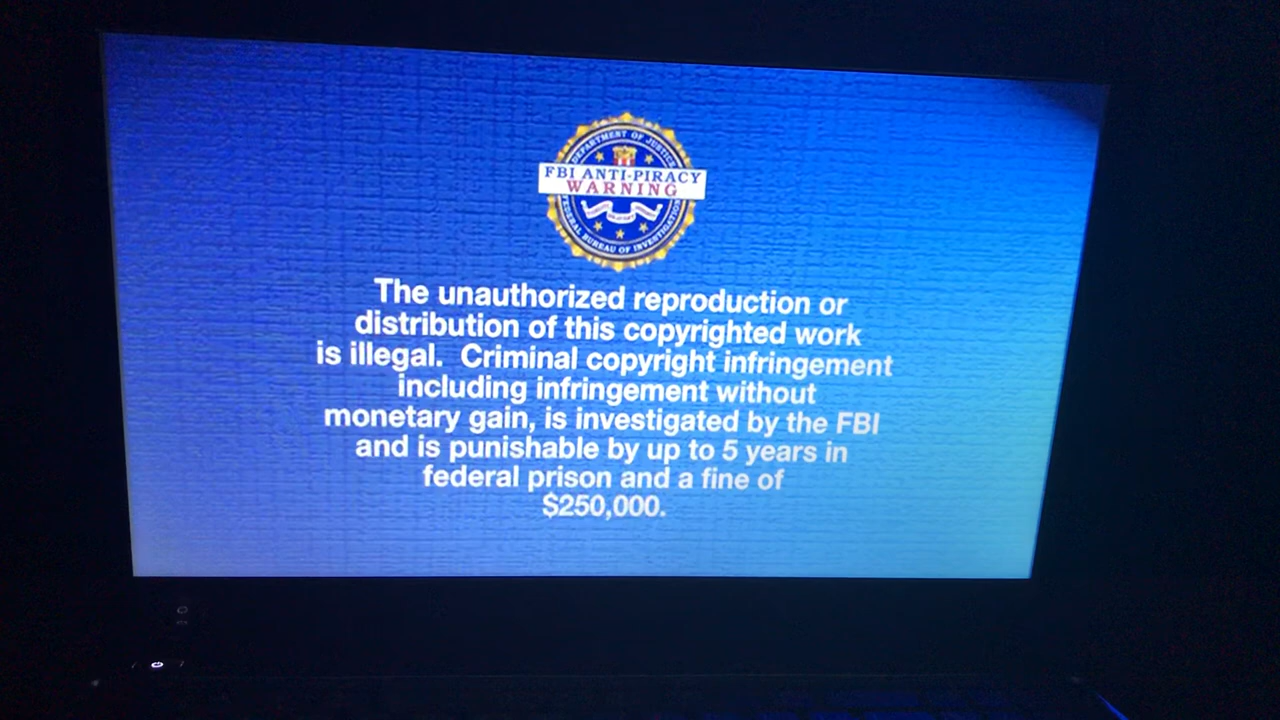 DEPARTMENT OF JUSTICE
FBI ANTI-PIRACY
WARNING
FEDERAL BUREAU OF INVESTIGATION
The unauthorized reproduction or
distribution of this copyrighted work
is illegal.  Criminal copyright infringement
including infringement without
monetary gain, is investigated by the FBI
and is punishable by up to 5 years in
federal prison and a fine of
$250,000.